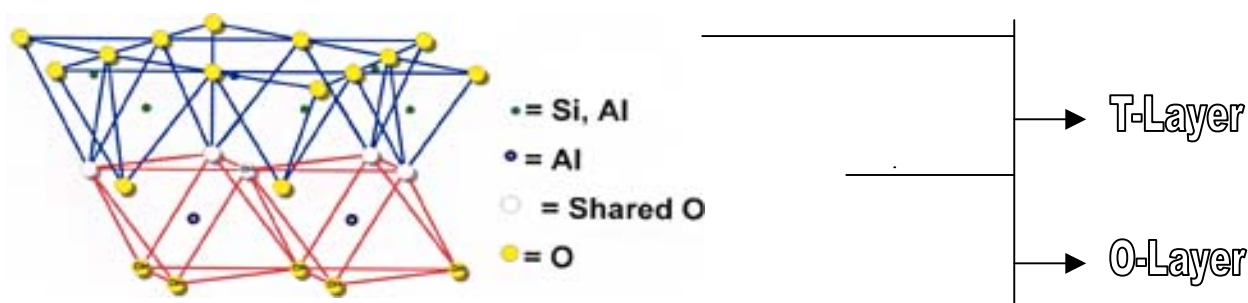 = Si, Al
= Al
= Shared O
= O
T-Layer
O-Layer